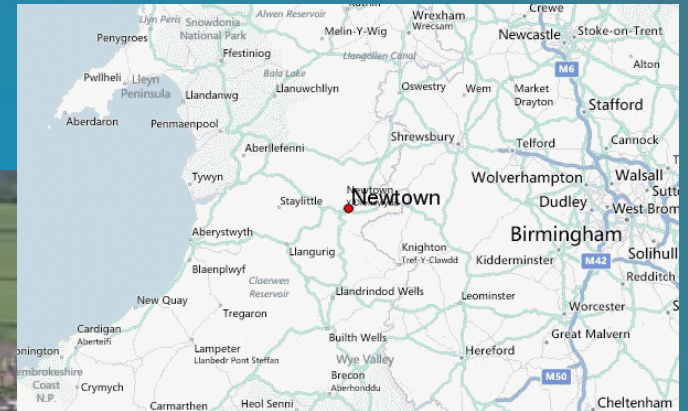 Llyn Peris
Snowdonia
National Park
Alwen Reservoir
Wrexham
Wrecsam
Crewe
Penygroes
Melin-Y-Wig
Newcastle
Stoke-on-Trent
Ffestiniog
Llangollen Canal
M6
Alton
Pwllheli
Lleyn
Peninsula
Bala Lake
Llandanwg
Llanuwchllyn
Oswestry
Wem
Market
Drayton
Stafford
Aberdaron
Penmaenpool
Shrewsbury
Telford
Cannock
Aberllefenni
Tywyn
Wolverhampton
Walsall
Staylittle
Newtown
Newtown
Dudley
West Brom
Aberystwyth
Birmingham
Llangurig
Knighton
Tref-Y-Clawdd
Kidderminster
M42
Solihull
Blaenplwyf
Claerwen
Reservoir
Redditch
New Quay
Llandrindod Wells
Leominster
Tregaron
Worcester
Cardigan
Aberteifi
Builth Wells
Great Malvern
Lampeter
Llanbedr Pont Steffan
Wye Valley
Hereford
Coast
N.P.
Crymych
Brecon
Aberhonddu
M50
Carmarthen
Heol Senni
Cheltenham